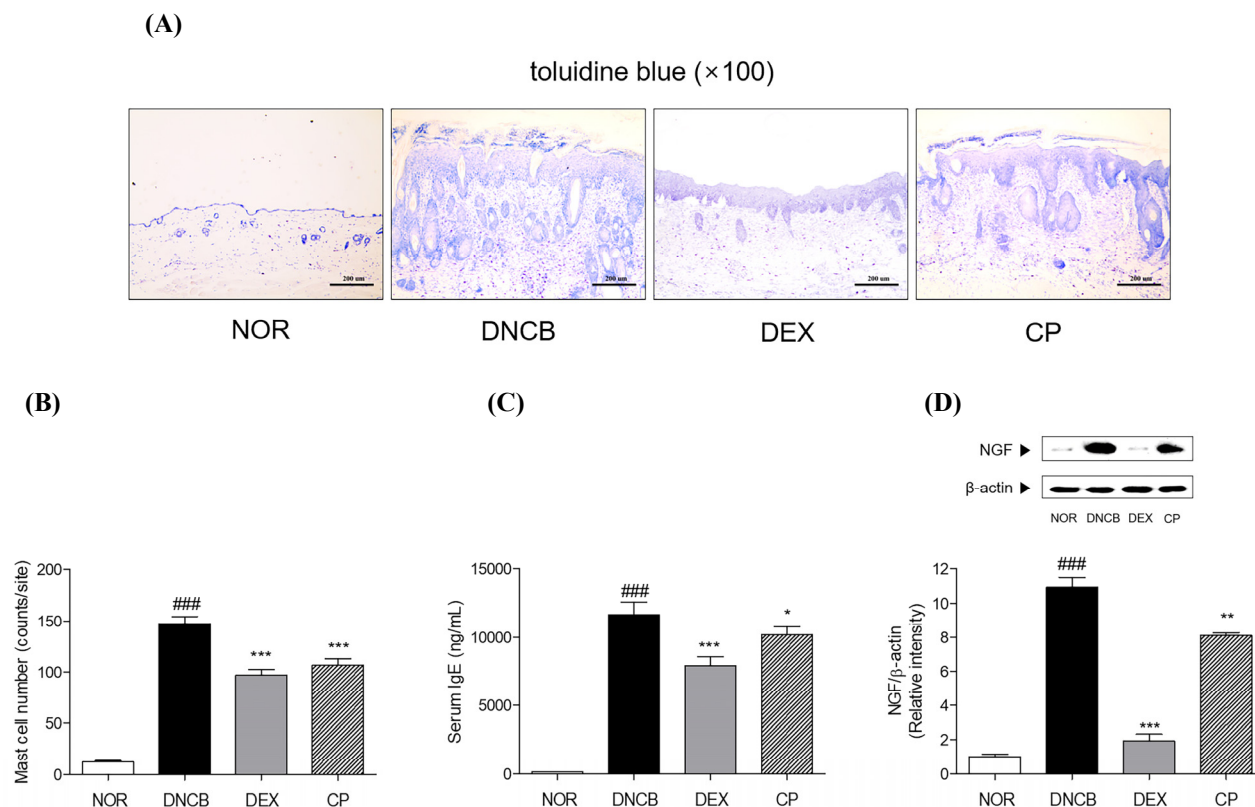 (A)
toluidine blue (×100)
200 um
200 um
200 um
200 um
NOR
DNCB
DEX
CP
(B)
(C)
(D)
NGF ▶
β-actin ▶
NOR DNCB DEX CP
Mast cell number (counts/site)
200
150
100
50
0
###
***
***
NOR DNCB DEX CP
Serum IgE (ng/mL)
15000
10000
5000
0
###
***
*
NOR DNCB DEX CP
NGF/β-actin
(Relative intensity)
12
10
8
6
4
2
0
###
***
**
NOR DNCB DEX CP